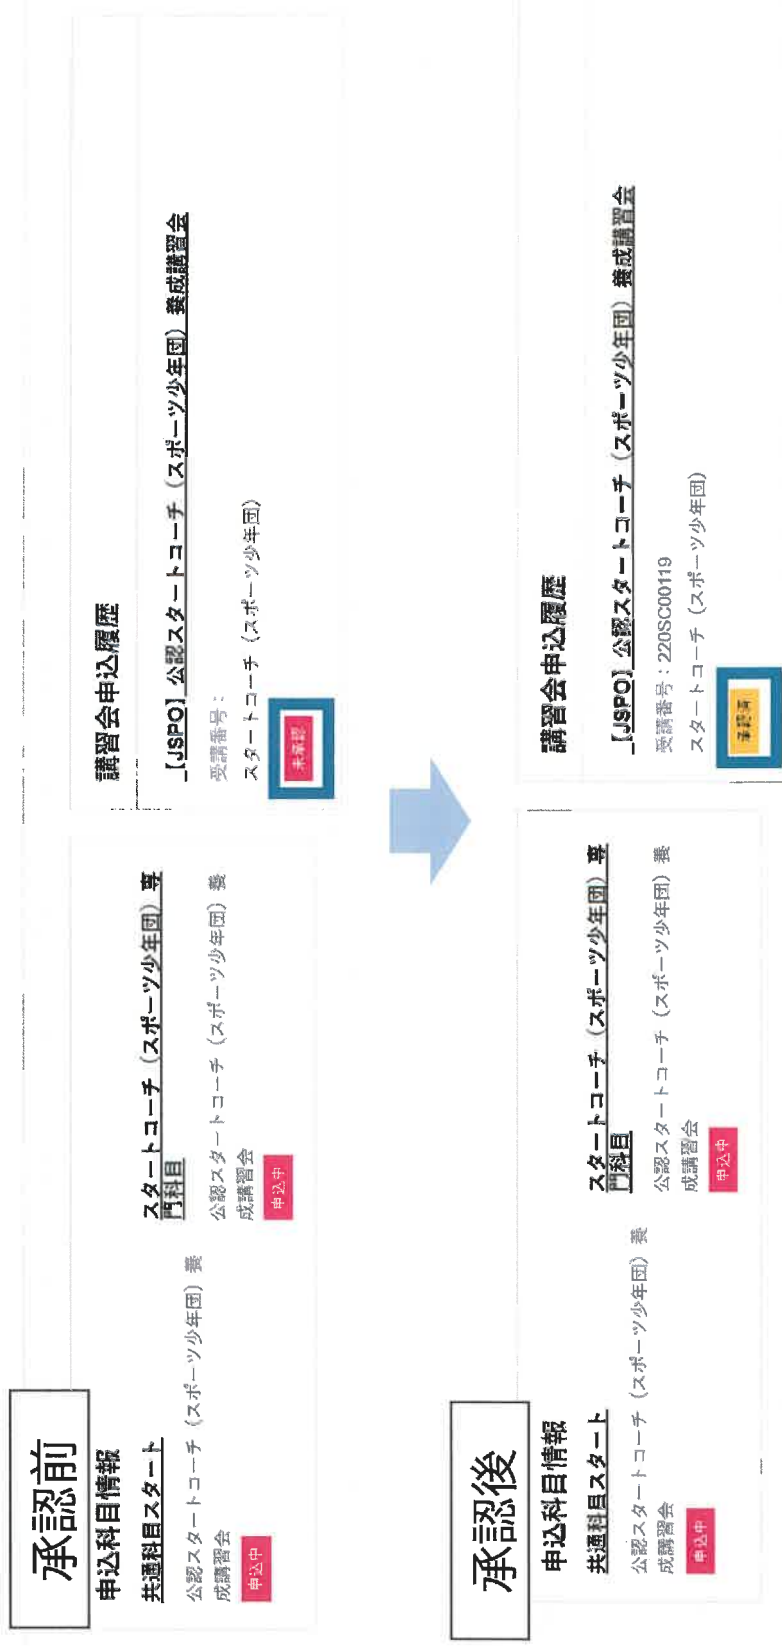 承認前
申込科目情報
共通科目スタート
公認スタートコーチ（スポーツ少年団）養
成講習会
申込中
スタートコーチ（スポーツ少年団）専
門科目
公認スタートコーチ（スポーツ少年団）養
成講習会
申込中
講習会申込履歴
【JSPO】公認スタートコーチ（スポーツ少年団）養成講習会
受講番号：
スタートコーチ（スポーツ少年団）
未承認
承認後
申込科目情報
共通科目スタート
公認スタートコーチ（スポーツ少年団）養
成講習会
申込中
スタートコーチ（スポーツ少年団）専
門科目
公認スタートコーチ（スポーツ少年団）養
成講習会
申込中
講習会申込履歴
【JSPO】公認スタートコーチ（スポーツ少年団）養成講習会
受講番号：220SC00119
スタートコーチ（スポーツ少年団）
承認済